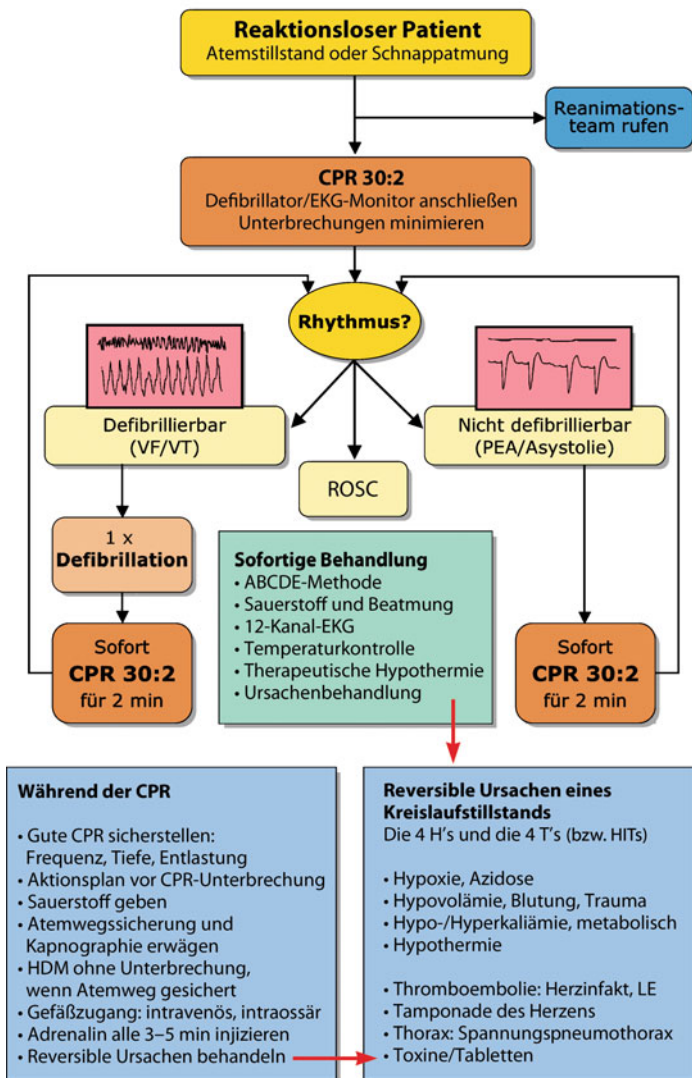 Reaktionsloser Patient
Atemstillstand oder Schnappatmung
Reanimations-
team rufen
CPR 30:2
Defibrillator/EKG-Monitor anschließen
Unterbrechungen minimieren
Rhythmus?
Defibrillierbar
(VF/VT)
Nicht defibrillierbar
(PEA/Asystolie)
ROSC
1 x
Defibrillation
Sofort
CPR 30:2
für 2 min
Sofortige Behandlung
• ABCDE-Methode
• Sauerstoff und Beatmung
• 12-Kanal-EKG
• Temperaturkontrolle
• Therapeutische Hypothermie
• Ursachenbehandlung
Sofort
CPR 30:2
für 2 min
Während der CPR
• Gute CPR sicherstellen:
Frequenz, Tiefe, Entlastung
• Aktionsplan vor CPR-Unterbrechung
• Sauerstoff geben
• Atemwegssicherung und
Kapnographie erwägen
• HDM ohne Unterbrechung,
wenn Atemweg gesichert
• Gefäßzugang: intravenös, intraossär
• Adrenalin alle 3–5 min injizieren
• Reversible Ursachen behandeln
Reversible Ursachen eines
Kreislaufstillstands
Die 4 H's und die 4 T's (bzw. HITs)
• Hypoxie, Azidose
• Hypovolämie, Blutung, Trauma
• Hypo-/Hyperkaliämie, metabolisch
• Hypothermie
• Thromboembolie: Herzinfakt, LE
• Tamponade des Herzens
• Thorax: Spannungspneumothorax
• Toxine/Tabletten